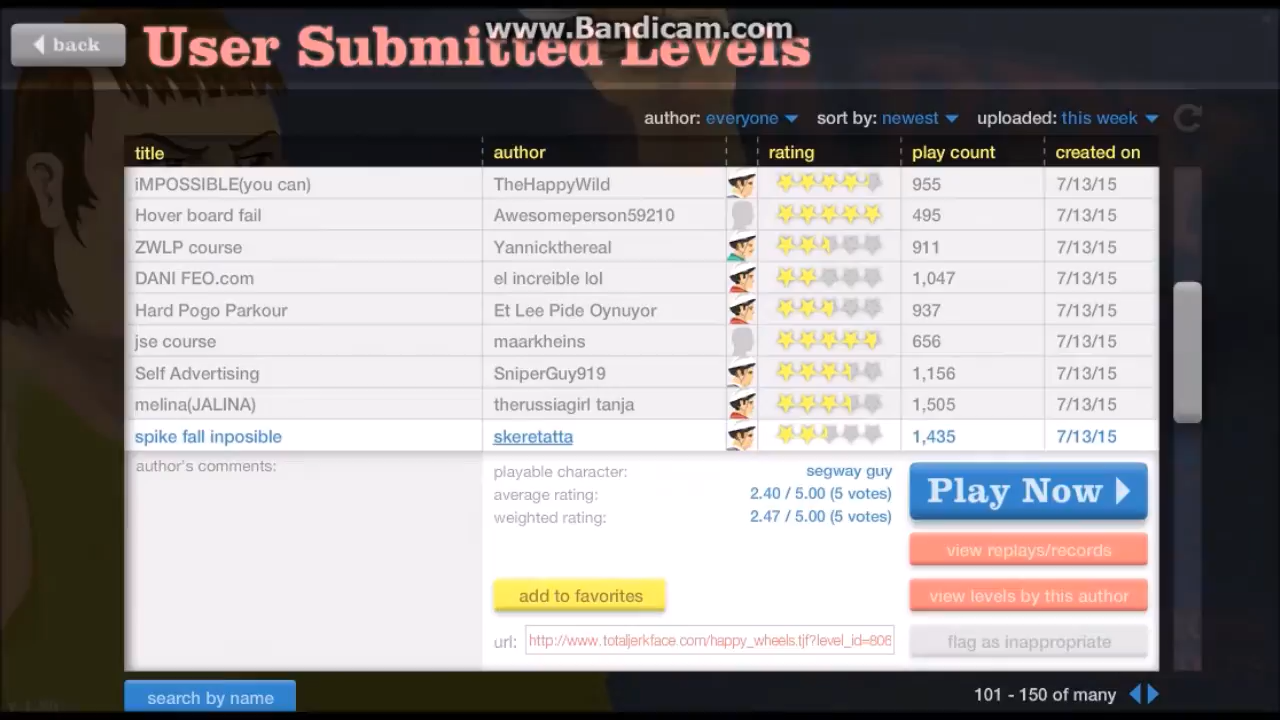 www.Bandicam.com
back
User Submitted Levels
author: everyone sort by: newest uploaded: this week
title author rating play count created on
iMPOSSIBLE(you can) TheHappyWild 955 7/13/15
Hover board fail Awesomeperson59210 495 7/13/15
ZWLP course Yannickthereal 911 7/13/15
DANI FEO.com el increible lol 1,047 7/13/15
Hard Pogo Parkour Et Lee Pide Oynuyor 937 7/13/15
jse course maarkheins 656 7/13/15
Self Advertising SniperGuy919 1,156 7/13/15
melina(JALINA) therussiagirl tanja 1,505 7/13/15
spike fall inposible skeretatta 1,435 7/13/15
author's comments:
playable character: segway guy
average rating: 2.40 / 5.00 (5 votes)
weighted rating: 2.47 / 5.00 (5 votes)
Play Now
view replays/records
add to favorites
view levels by this author
url: http://www.totaljerkface.com/happy_wheels.tjf?level_id=806
flag as inappropriate
search by name
101 - 150 of many